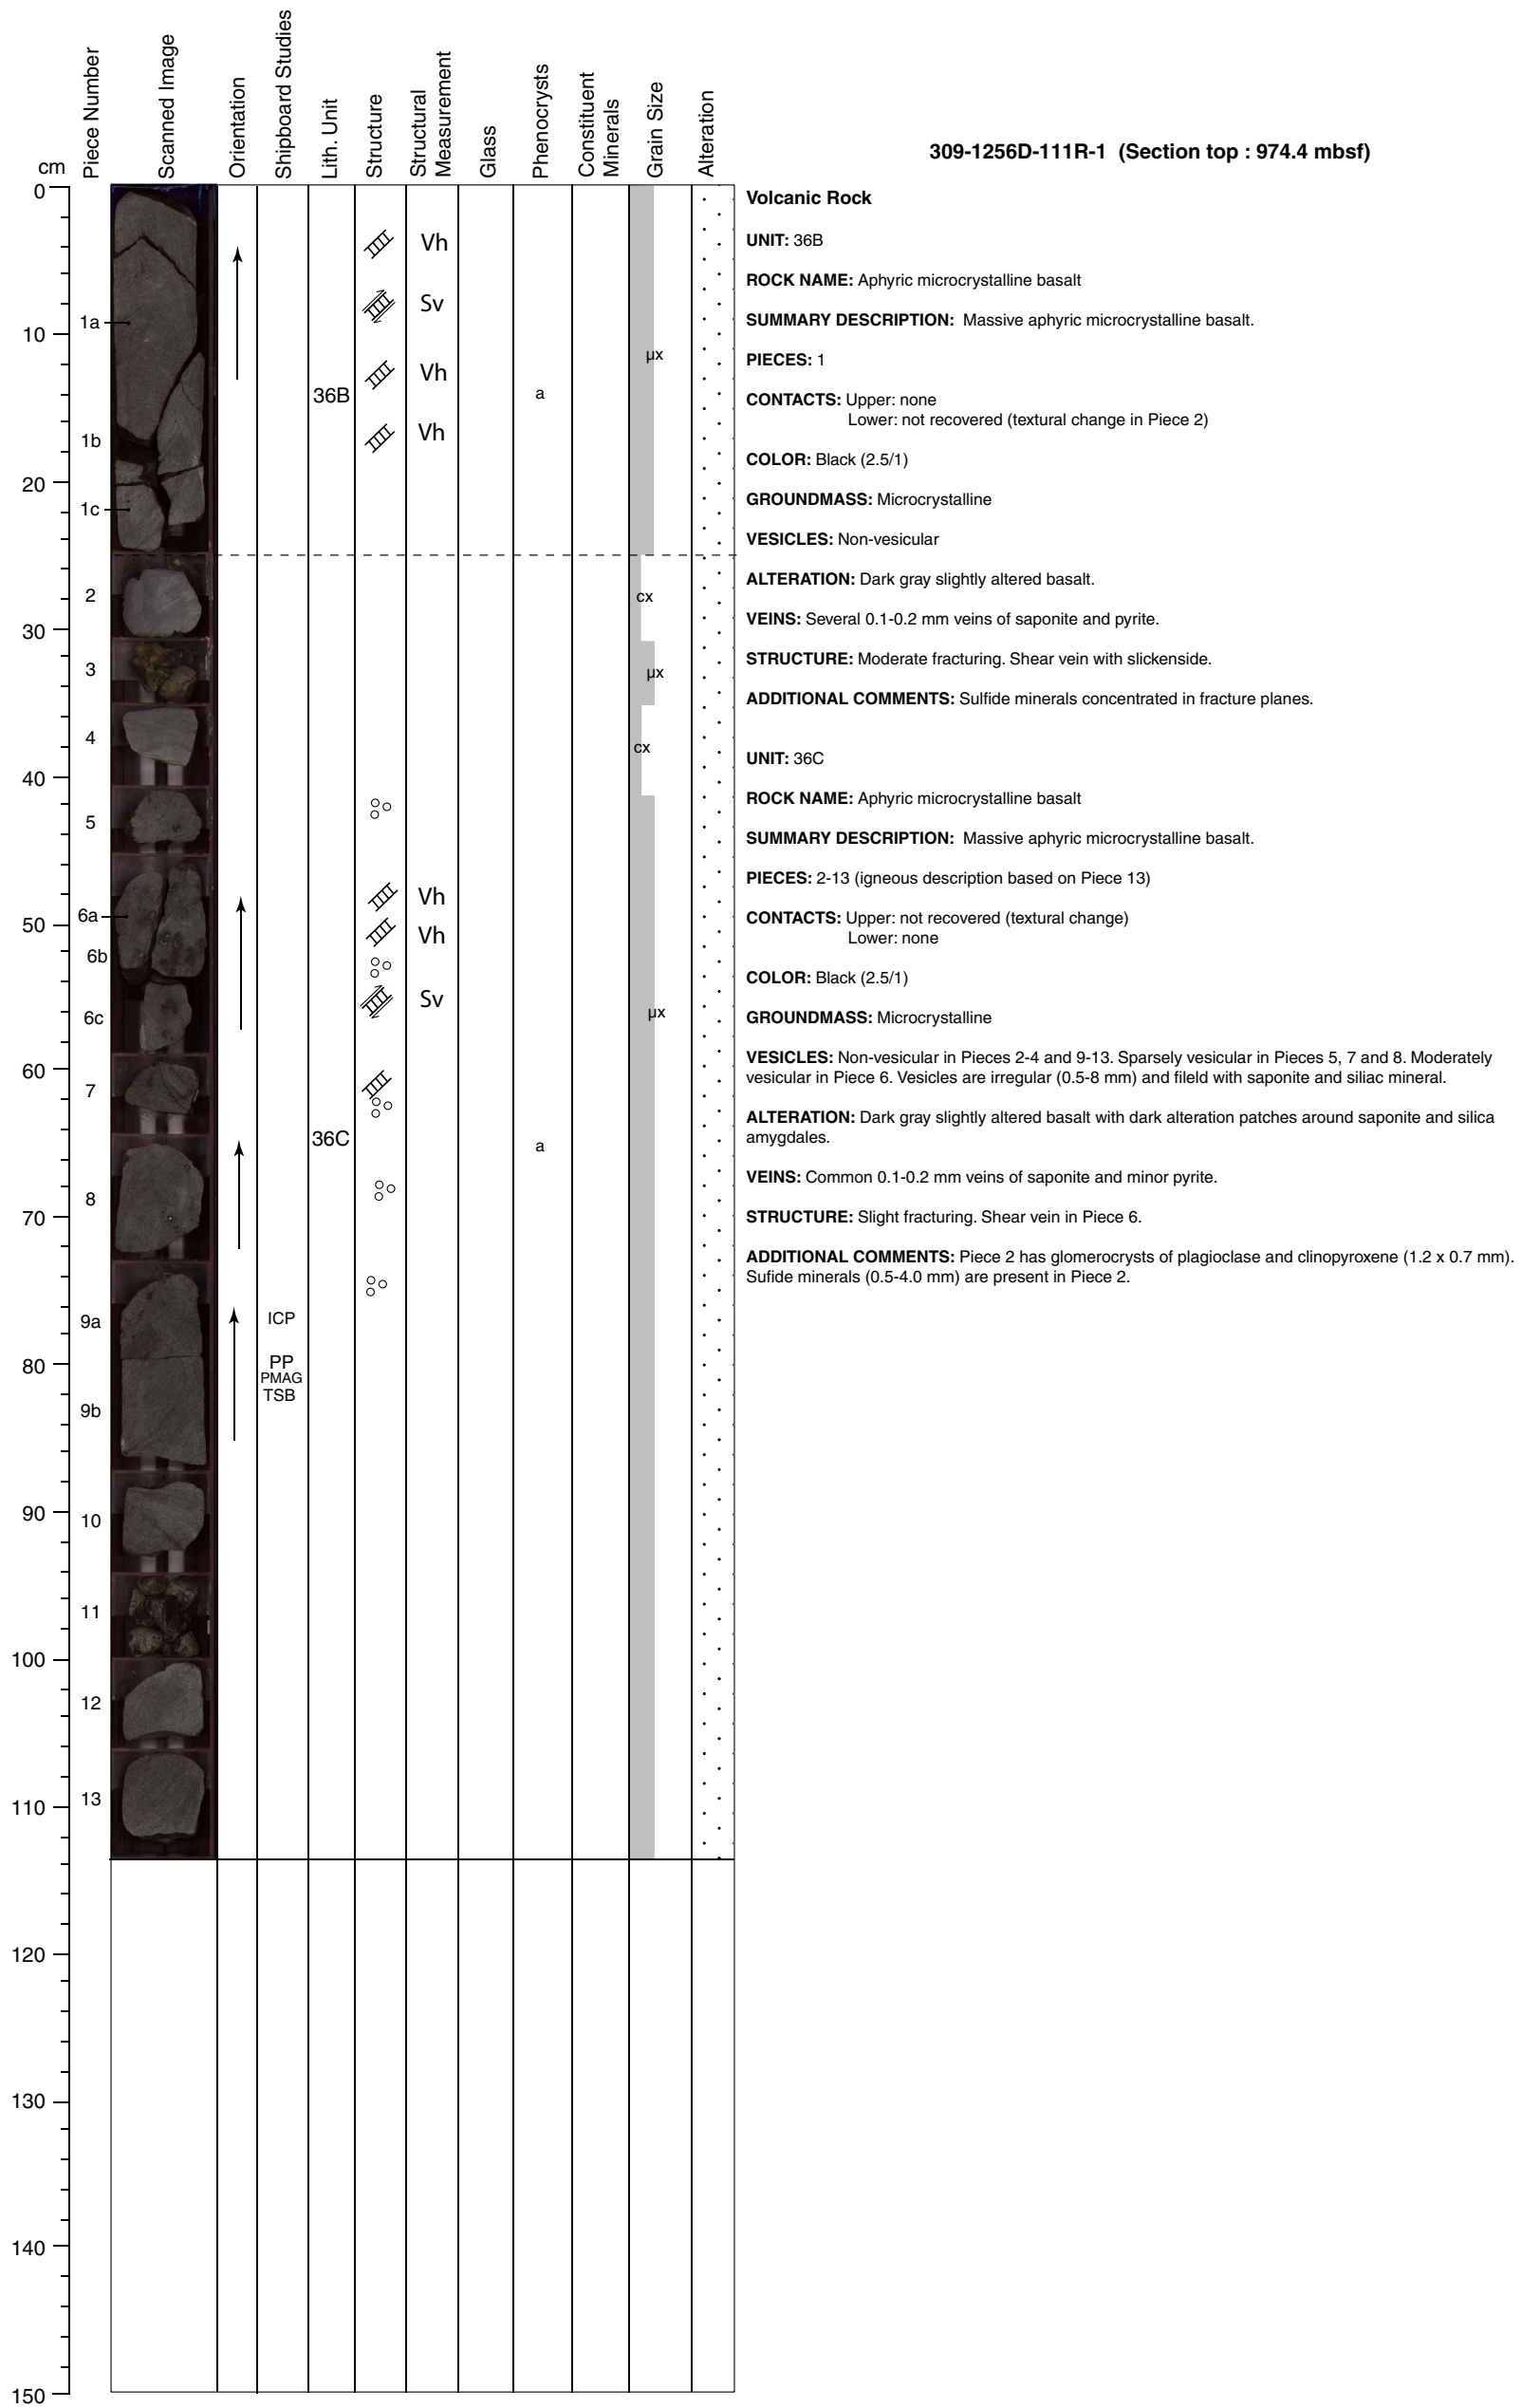 cm
Piece Number
Scanned Image
Orientation
Shipboard Studies
Lith. Unit
Structure
Structural
Measurement
Glass
Phenocrysts
Constituent
Minerals
Grain Size
Alteration
0
10
20
30
40
50
60
70
80
90
100
110
120
130
140
150
1a
1b
1c
2
3
4
5
6a
6b
6c
7
8
9a
9b
10
11
12
13
ICP
PP
PMAG
TSB
36B
36C
Vh
Sv
Vh
Vh
Vh
Vh
Sv
a
a
µx
cx
µx
cx
µx
309-1256D-111R-1 (Section top : 974.4 mbsf)
Volcanic Rock
UNIT: 36B
ROCK NAME: Aphyric microcrystalline basalt
SUMMARY DESCRIPTION: Massive aphyric microcrystalline basalt.
PIECES: 1
CONTACTS: Upper: none
Lower: not recovered (textural change in Piece 2)
COLOR: Black (2.5/1)
GROUNDMASS: Microcrystalline
VESICLES: Non-vesicular
ALTERATION: Dark gray slightly altered basalt.
VEINS: Several 0.1-0.2 mm veins of saponite and pyrite.
STRUCTURE: Moderate fracturing. Shear vein with slickenside.
ADDITIONAL COMMENTS: Sulfide minerals concentrated in fracture planes.
UNIT: 36C
ROCK NAME: Aphyric microcrystalline basalt
SUMMARY DESCRIPTION: Massive aphyric microcrystalline basalt.
PIECES: 2-13 (igneous description based on Piece 13)
CONTACTS: Upper: not recovered (textural change)
Lower: none
COLOR: Black (2.5/1)
GROUNDMASS: Microcrystalline
VESICLES: Non-vesicular in Pieces 2-4 and 9-13. Sparsely vesicular in Pieces 5, 7 and 8. Moderately
vesicular in Piece 6. Vesicles are irregular (0.5-8 mm) and fileld with saponite and siliac mineral.
ALTERATION: Dark gray slightly altered basalt with dark alteration patches around saponite and silica
amygdales.
VEINS: Common 0.1-0.2 mm veins of saponite and minor pyrite.
STRUCTURE: Slight fracturing. Shear vein in Piece 6.
ADDITIONAL COMMENTS: Piece 2 has glomerocrysts of plagioclase and clinopyroxene (1.2 x 0.7 mm).
Sufide minerals (0.5-4.0 mm) are present in Piece 2.